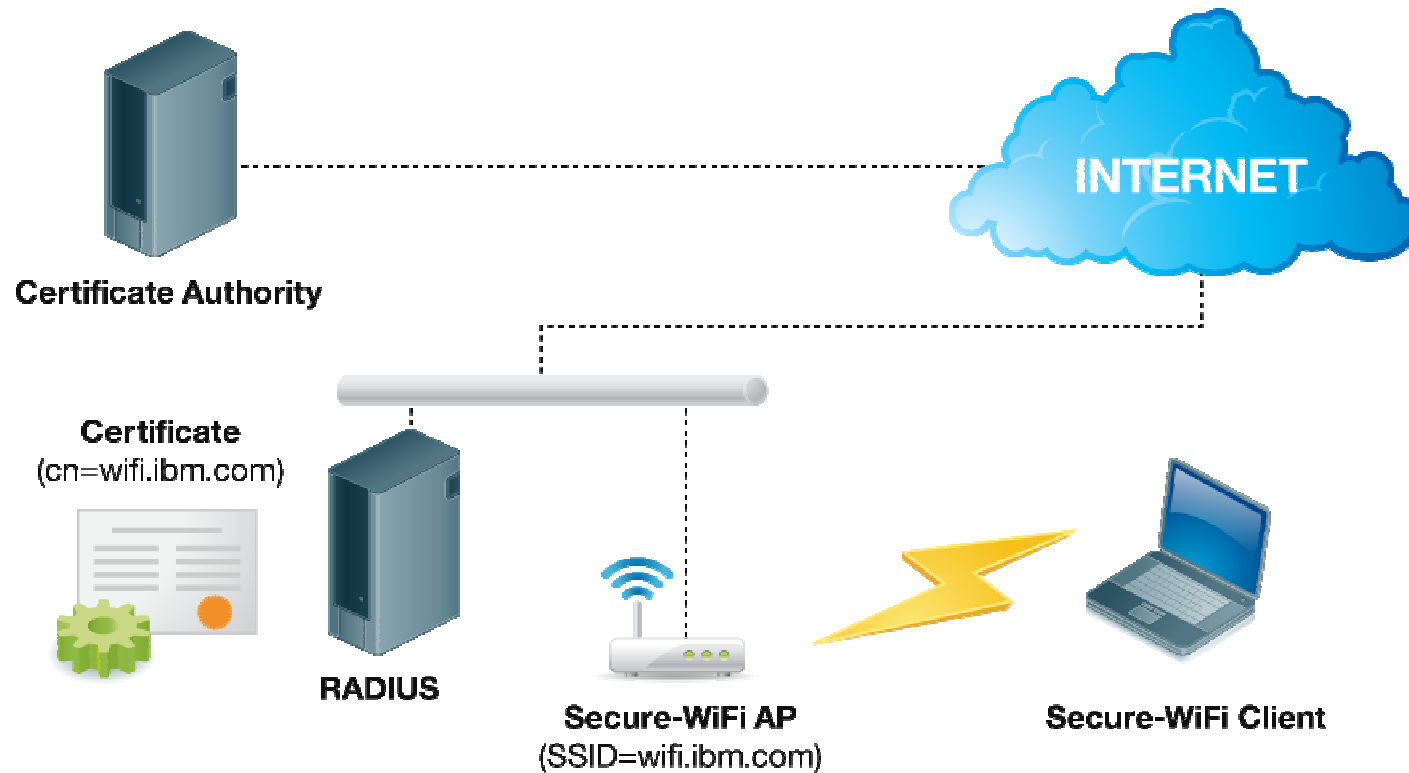 INTERNET
Certificate Authority
Certificate
(cn=wifi.ibm.com)
RADIUS
Secure-WiFi AP
(SSID=wifi.ibm.com)
Secure-WiFi Client